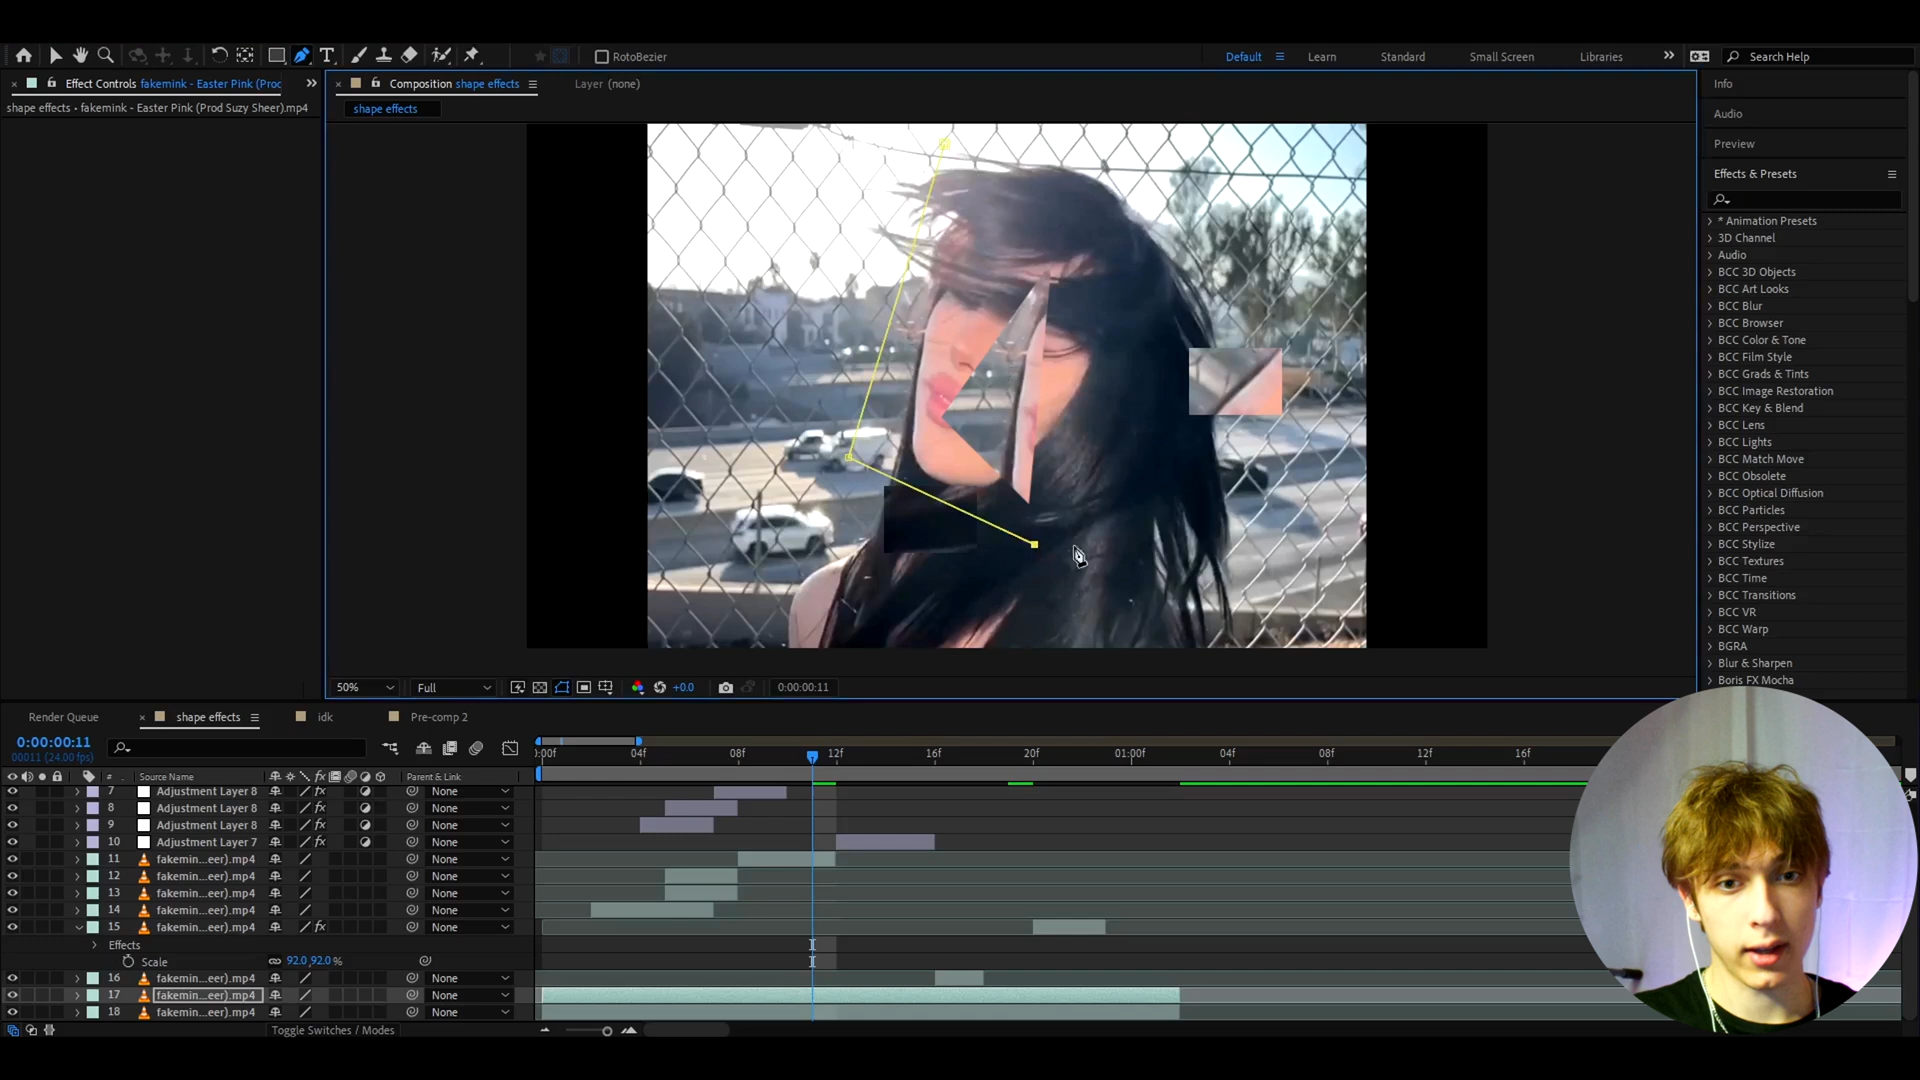 RotoBezier
Default
Learn
Standard
Small Screen
Libraries
Search Help
Effect Controls fakemink - Easter Pink (Prod
shape effects • fakemink - Easter Pink (Prod Suzy Sheer).mp4
Composition shape effects
Layer (none)
shape effects
Info
Audio
Preview
Effects & Presets
* Animation Presets
3D Channel
Audio
BCC 3D Objects
BCC Art Looks
BCC Blur
BCC Browser
BCC Color & Tone
BCC Film Style
BCC Grads & Tints
BCC Image Restoration
BCC Key & Blend
BCC Lens
BCC Lights
BCC Match Move
BCC Obsolete
BCC Optical Diffusion
BCC Particles
BCC Perspective
BCC Stylize
BCC Textures
BCC Time
BCC Transitions
BCC VR
BCC Warp
BGRA
Blur & Sharpen
Boris FX Mocha
50%
Full
+0.0
0:00:00:11
Render Queue
shape effects
idk
Pre-comp 2
0:00:00:11
00011 (24.00 fps)
:00f
04f
08f
12f
16f
20f
01:00f
04f
08f
12f
16f
#
Source Name
Parent & Link
7 Adjustment Layer 8 None
8 Adjustment Layer 8 None
9 Adjustment Layer 8 None
10 Adjustment Layer 7 None
11 fakemin...eer).mp4 None
12 fakemin...eer).mp4 None
13 fakemin...eer).mp4 None
14 fakemin...eer).mp4 None
15 fakemin...eer).mp4 None
Effects
Scale 92.0,92.0%
16 fakemin...eer).mp4 None
17 fakemin...eer).mp4 None
18 fakemin...eer).mp4 None
Toggle Switches / Modes